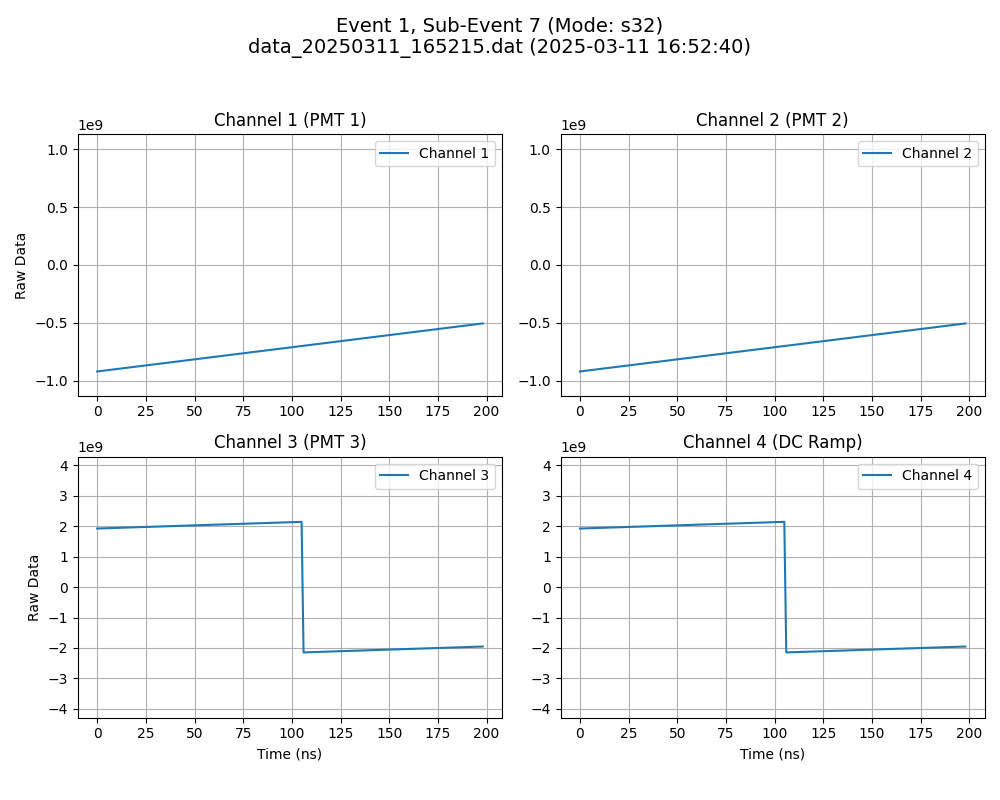 Event 1, Sub-Event 7 (Mode: s32)
data_20250311_165215.dat (2025-03-11 16:52:40)
Channel 1 (PMT 1)
1e9
Channel 1
1.0
0.5
0.0
−0.5
−1.0
Raw Data
0 25 50 75 100 125 150 175 200
Channel 2 (PMT 2)
1e9
Channel 2
1.0
0.5
0.0
−0.5
−1.0
0 25 50 75 100 125 150 175 200
Channel 3 (PMT 3)
1e9
Channel 3
4
3
2
1
0
−1
−2
−3
−4
Raw Data
0 25 50 75 100 125 150 175 200
Time (ns)
Channel 4 (DC Ramp)
1e9
Channel 4
4
3
2
1
0
−1
−2
−3
−4
0 25 50 75 100 125 150 175 200
Time (ns)